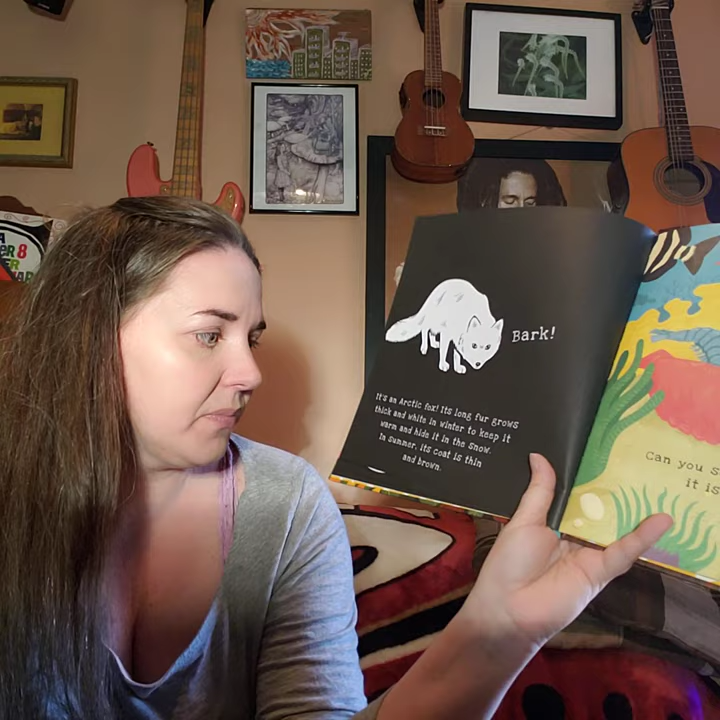 Bark!
It's an Arctic fox! Its long fur grows
thick and white in winter to keep it
warm and hide it in the snow.
In summer, its coat is thin
and brown.
Can you s
it is